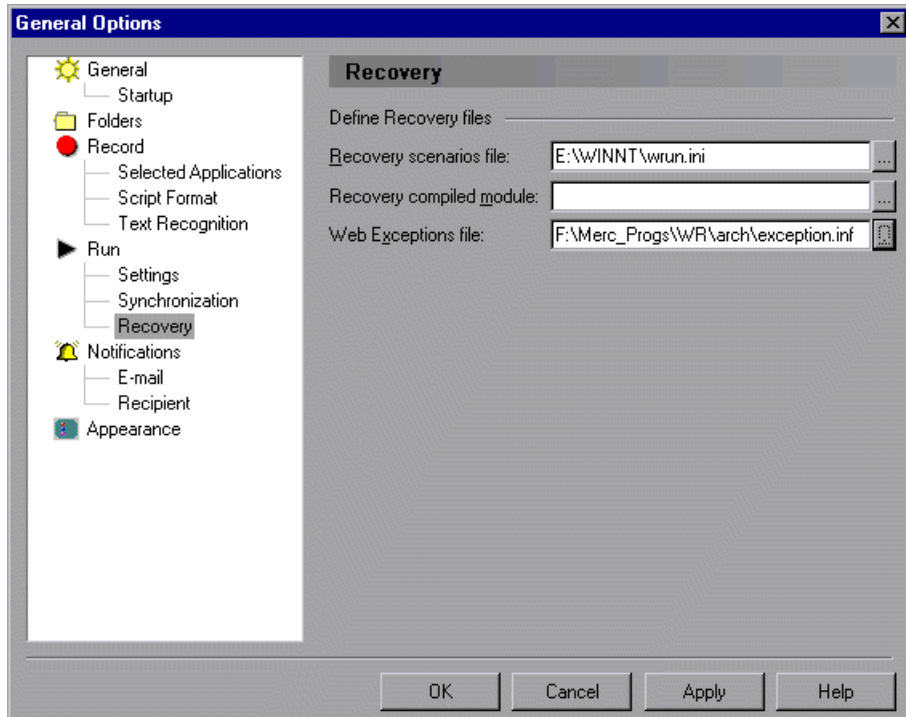 General Options
General
Startup
Folders
Record
Selected Applications
Script Format
Text Recognition
Run
Settings
Synchronization
Recovery
Notifications
E-mail
Recipient
Appearance
Recovery
Define Recovery files
Recovery scenarios file: E:\WINNT\wrun.ini ...
Recovery compiled module: ...
Web Exceptions file: F:\Merc_Progs\WR\arch\exception.inf ...
OK Cancel Apply Help